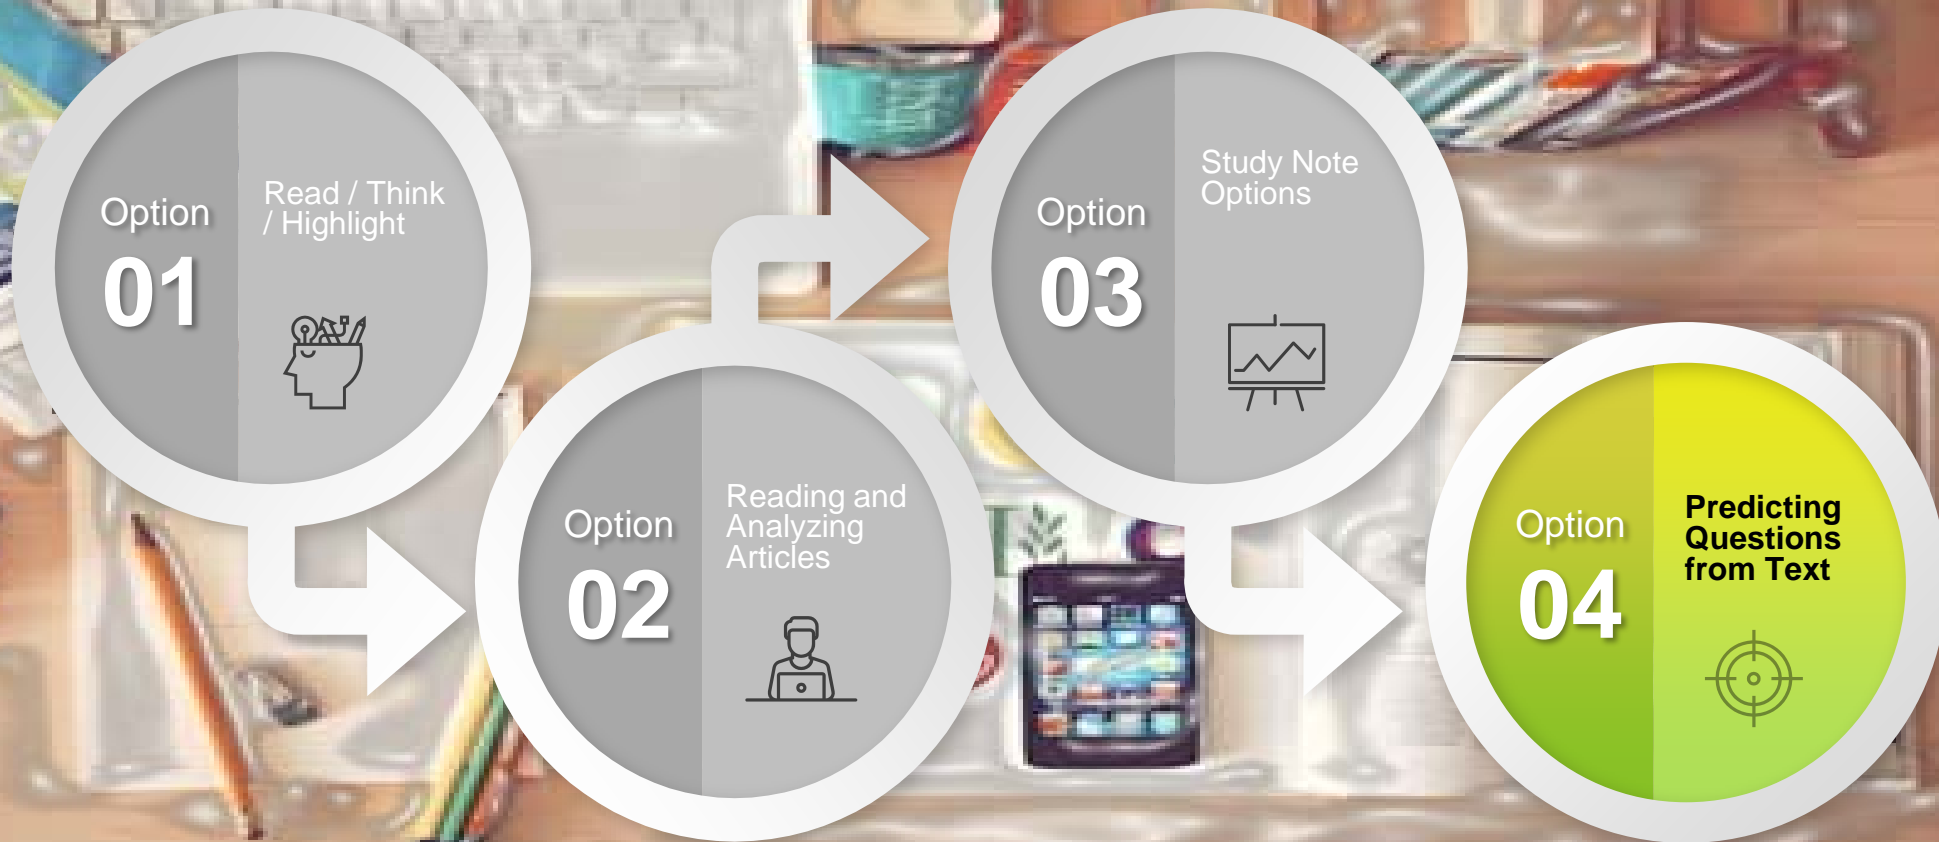 Option
01
Read / Think
/ Highlight
Option
02
Reading and
Analyzing
Articles
Option
03
Study Note
Options
Option
04
Predicting
Questions
from Text